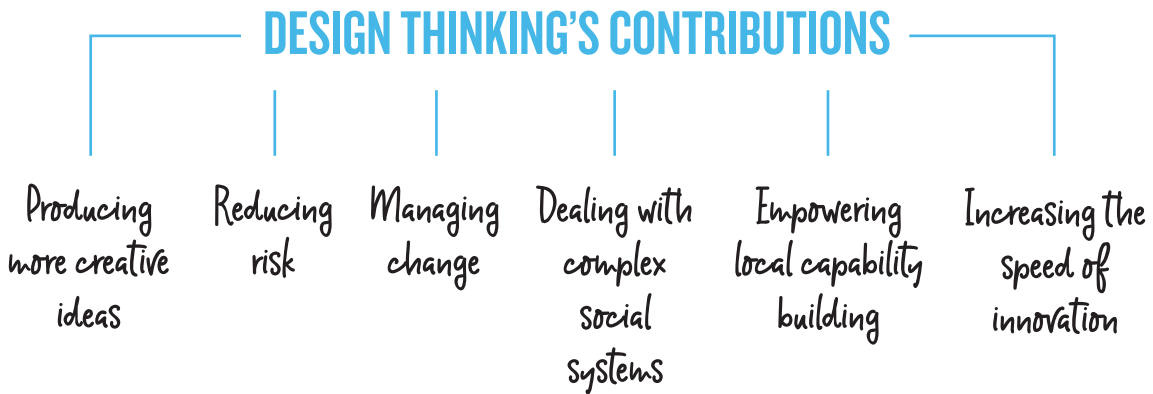 DESIGN THINKING'S CONTRIBUTIONS
Producing
more creative
ideas
Reducing
risk
Managing
change
Dealing with
complex
social
systems
Empowering
local capability
building
Increasing the
speed of
innovation